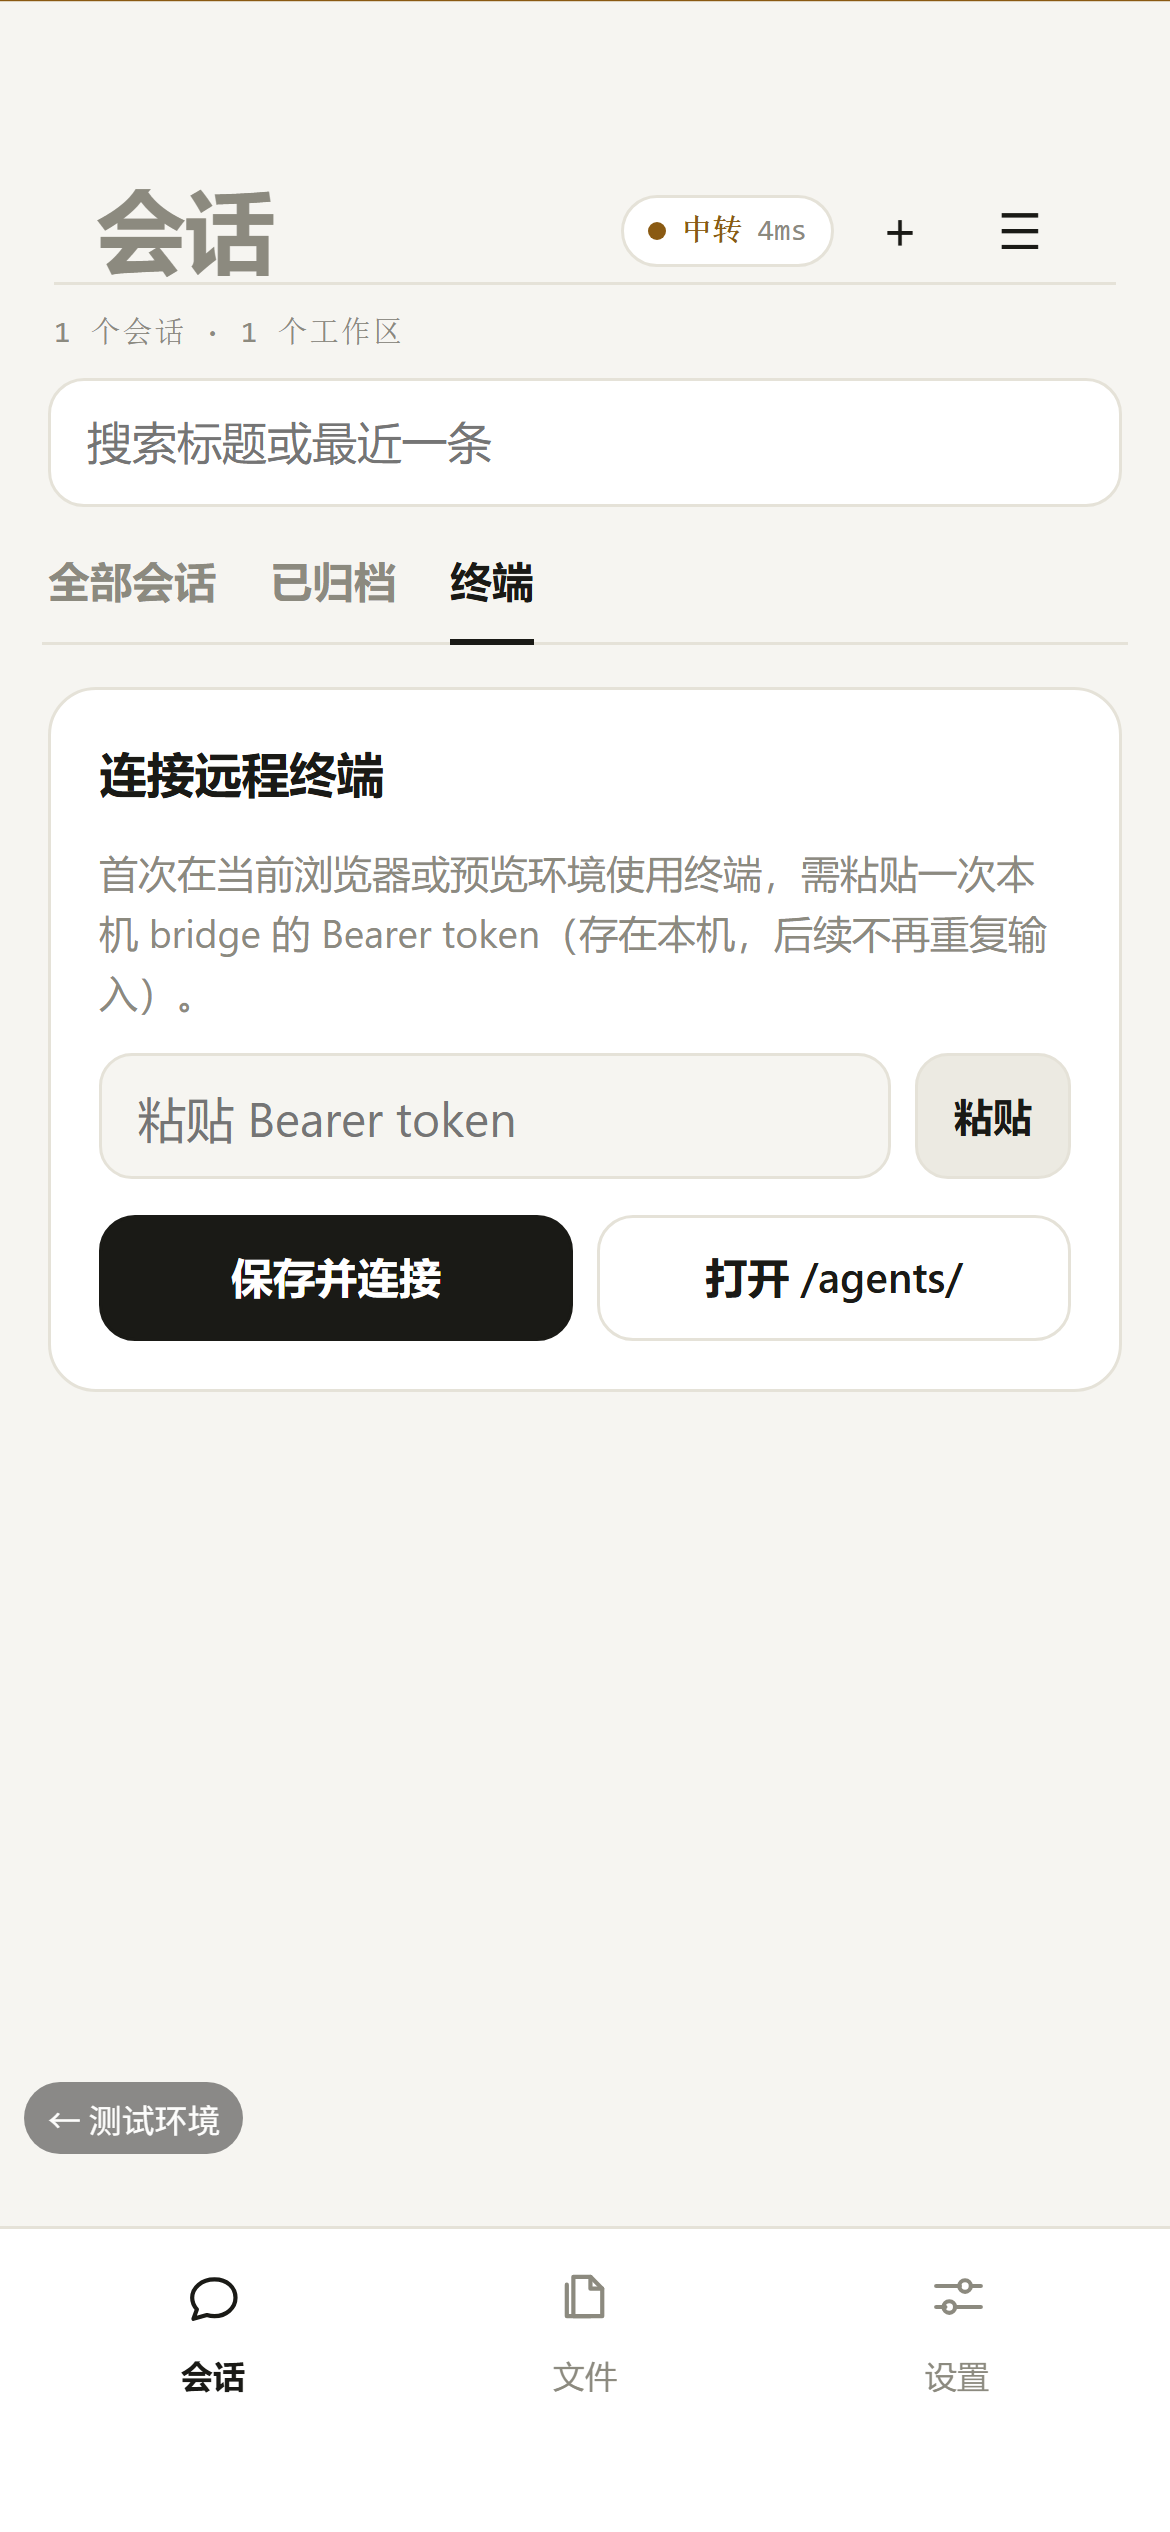 会话
中转 4ms
+
1 个会话 · 1 个工作区
搜索标题或最近一条
全部会话 已归档 终端
连接远程终端
首次在当前浏览器或预览环境使用终端，需粘贴一次本
机 bridge 的 Bearer token（存在本机，后续不再重复输
入）。
粘贴 Bearer token
粘贴
保存并连接
打开 /agents/
← 测试环境
会话 文件 设置